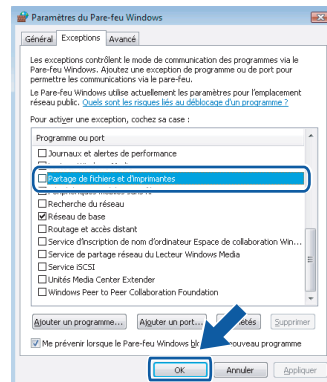 Paramètres du Pare-feu Windows
Général Exceptions Avancé
Les exceptions contrôlent le mode de communication des programmes via le
Pare-feu Windows. Ajoutez une exception de programme ou de port pour
permettre les communications via le pare-feu.
Le Pare-feu Windows utilise actuellement les paramètres pour l'emplacement
réseau public. Quels sont les risques liés au déblocage d'un programme ?
Pour activer une exception, cochez sa case :
Programme ou port
Journaux et alertes de performance
Partage de fichiers et d'imprimantes
Recherche du réseau
Réseau de base
Routage et accès distant
Service d'inscription de nom d'ordinateur Espace de collaboration Win...
Service de partage réseau du Lecteur Windows Media
Service iSCSI
Unités Media Center Extender
Windows Peer to Peer Collaboration Foundation
Ajouter un programme... Ajouter un port... Supprimer
Me prévenir lorsque le Pare-feu Windows nouveau programme
OK Annuler Appliquer